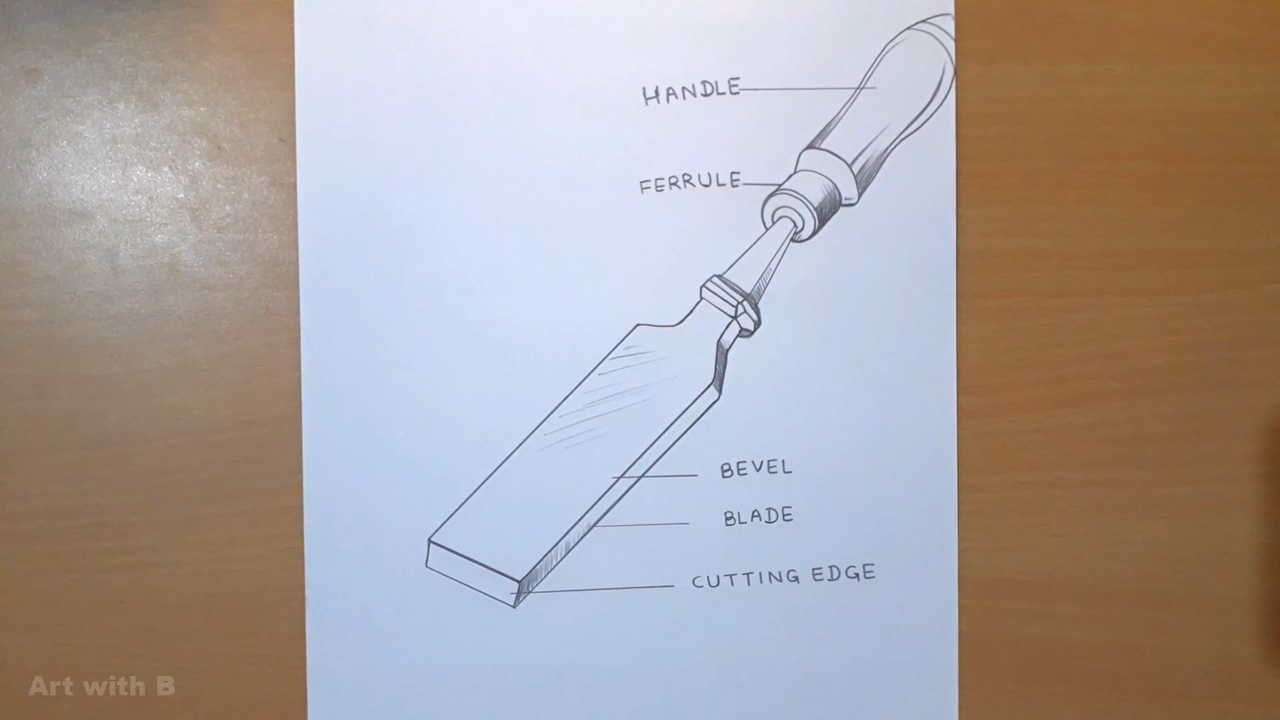 HANDLE
FERRULE
BEVEL
BLADE
CUTTING EDGE
Art with B